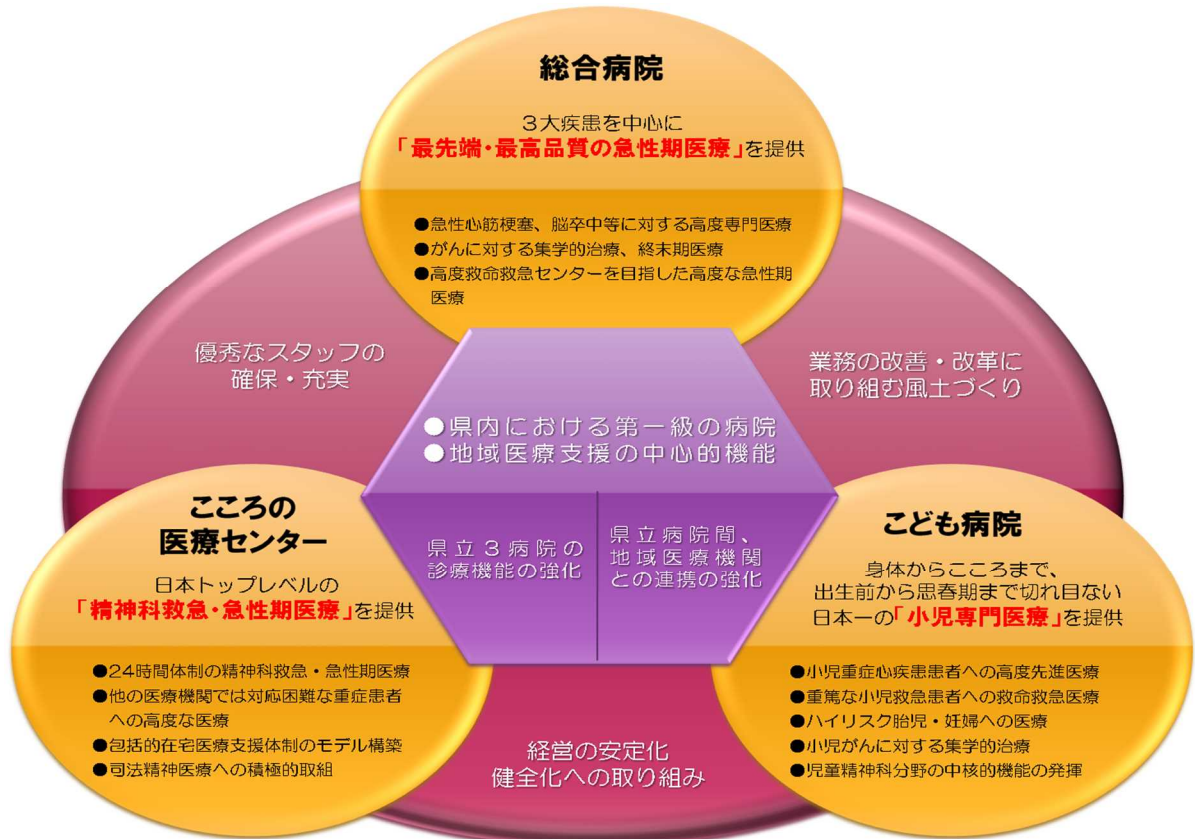 総合病院
3大疾患を中心に
「最先端・最高品質の急性期医療」を提供
●急性心筋梗塞、脳卒中等に対する高度専門医療
●がんに対する集学的治療、終末期医療
●高度救命救急センターを目指した高度な急性期
医療
優秀なスタッフの
確保・充実
業務の改善・改革に
取り組む風土づくり
●県内における第一級の病院
●地域医療支援の中心的機能
県立3病院の
診療機能の強化
県立病院間、
地域医療機関
との連携の強化
こころの
医療センター
日本トップレベルの
「精神科救急・急性期医療」を提供
●24時間体制の精神科救急・急性期医療
●他の医療機関では対応困難な重症患者
への高度な医療
●包括的在宅医療支援体制のモデル構築
●司法精神医療への積極的取組
こども病院
身体からこころまで、
出生前から思春期まで切れ目ない
日本一の「小児専門医療」を提供
●小児重症心疾患患者への高度先進医療
●重篤な小児救急患者への救命救急医療
●ハイリスク胎児・妊婦への医療
●小児がんに対する集学的治療
●児童精神科分野の中核的機能の発揮
経営の安定化
健全化への取り組み